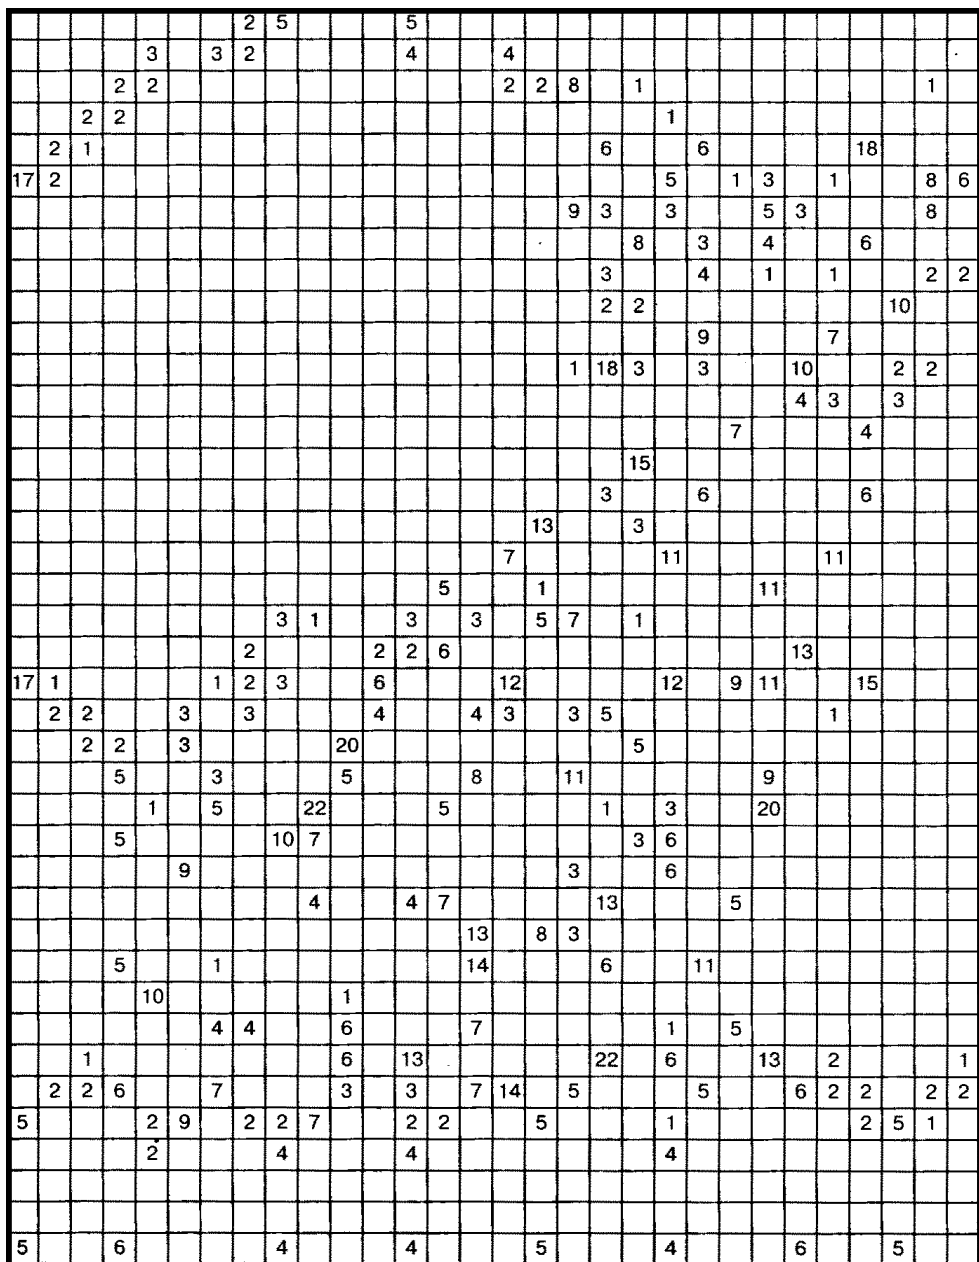 2 5 5
3 3 2 4 4
2 2 2 2 8 1 1
2 2 1
2 1 6 6 18
17 2 5 1 3 1 8 6
9 3 3 5 3 8
8 3 4 6
3 4 1 1 2 2
2 2 10
9 7
1 18 3 3 10 2 2
4 3 3
7 4
15
3 6 6
13 3
7 11 11
5 1 11
3 1 3 3 5 7 1
2 2 2 6 13
17 1 1 2 3 6 12 12 9 11 15
2 2 3 3 4 4 3 3 5 1
2 2 3 20 5
5 3 5 8 11 9
1 5 22 5 1 3 20
5 10 7 3 6
9 3 6
4 4 7 13 5
13 8 3
5 1 14 6 11
10 1
4 4 6 7 1 5
1 6 13 22 6 13 2 1
2 2 6 7 3 3 7 14 5 5 6 2 2 2 2
5 2 9 2 2 7 2 2 5 1 2 5 1
2 4 4 4
5 6 4 4 5 4 6 5